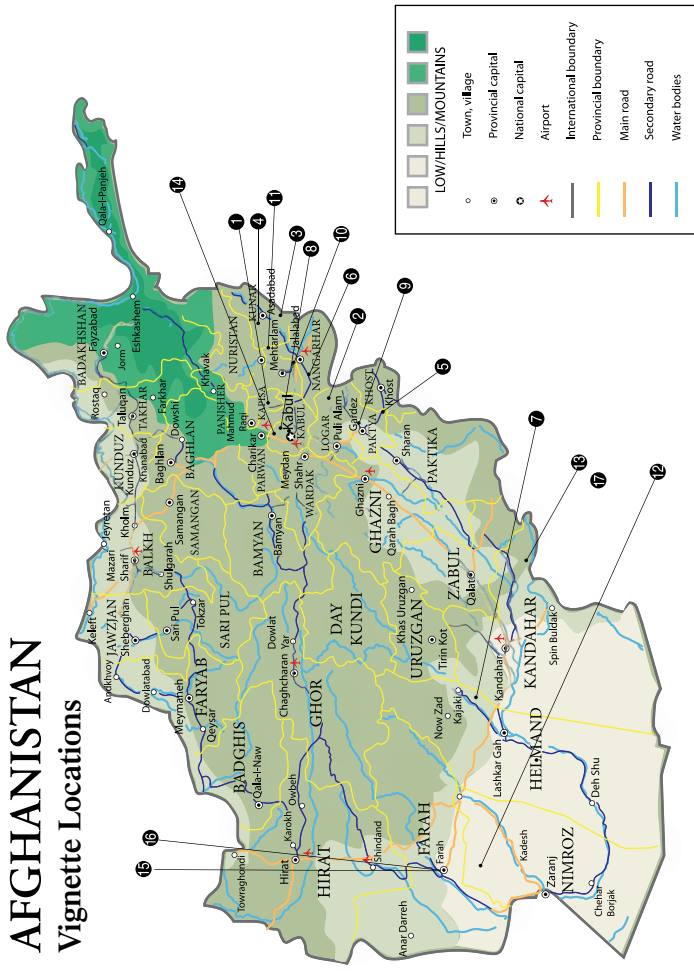 AFGHANISTAN
Vignette Locations
LOW/HILLS/MOUNTAINS
Town, village
Provincial capital
National capital
Airport
International boundary
Provincial boundary
Main road
Secondary road
Water bodies
Qala-I-Panjeh
Eshkashem
BADAKHSHAN
Fayzabad
Jorm
Rostaq
Taluqan
TAKHAR
Farkhar
Khavak
KUNDUZ
Kunduz
Khanabad
Dowshi
Baghlan
BAGHLAN
PANJSHER
NURISTAN
KUNAR
Asadabad
Mehtarlam
Jalalabad
NANGARHAR
Mahmud
Raqi
KAPISA
Charikar
PARWAN
Kabul
KABUL
Meydan
Shahr
WARDAK
LOGAR
Puli Alam
Gardez
PAKTYA
KHOST
Khost
Sharan
PAKTIKA
Ghazni
GHAZNI
Qarah Bagh
Jeyretan
Kholm
Mazar
Sharif
BALKH
Samangan
SAMANGAN
Shulgarah
BAMYAN
Bamyan
Keleft
JAWZJAN
Sheberghan
Sari Pul
SARI PUL
Tokzar
Andkhvoy
Dowlatabad
Meymaneh
FARYAB
Qeysar
Dowlat
Yar
Chaghcharan
GHOR
DAY
KUNDI
Khas Uruzgan
URUZGAN
Tirin Kot
ZABUL
Qalat
Kandahar
KANDAHAR
Spin Buldak
Kajaki
Now Zad
Lashkar Gah
HELMAND
Deh Shu
BADGHIS
Qala-I-Naw
Owbeh
Karokh
Towraghondi
Hirat
HIRAT
Shindand
FARAH
Farah
Anar Darreh
Kadesh
Zaranj
NIMROZ
Chehar
Borjak
14
1
4
11
3
8
10
6
2
9
5
7
13
17
12
16
15